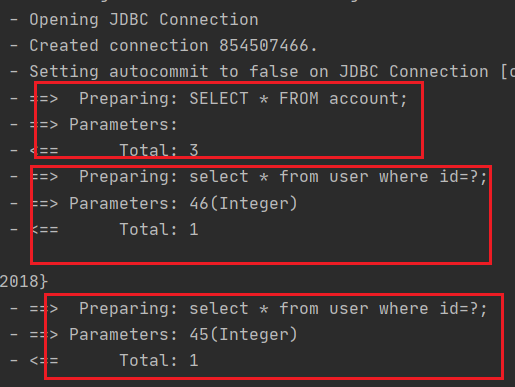 - Opening JDBC Connection
- Created connection 854507466.
- Setting autocommit to false on JDBC Connection [c
- ==>  Preparing: SELECT * FROM account;
- ==> Parameters:
- <==      Total: 3
- ==>  Preparing: select * from user where id=?;
- ==> Parameters: 46(Integer)
- <==      Total: 1
2018}
- ==>  Preparing: select * from user where id=?;
- ==> Parameters: 45(Integer)
- <==      Total: 1